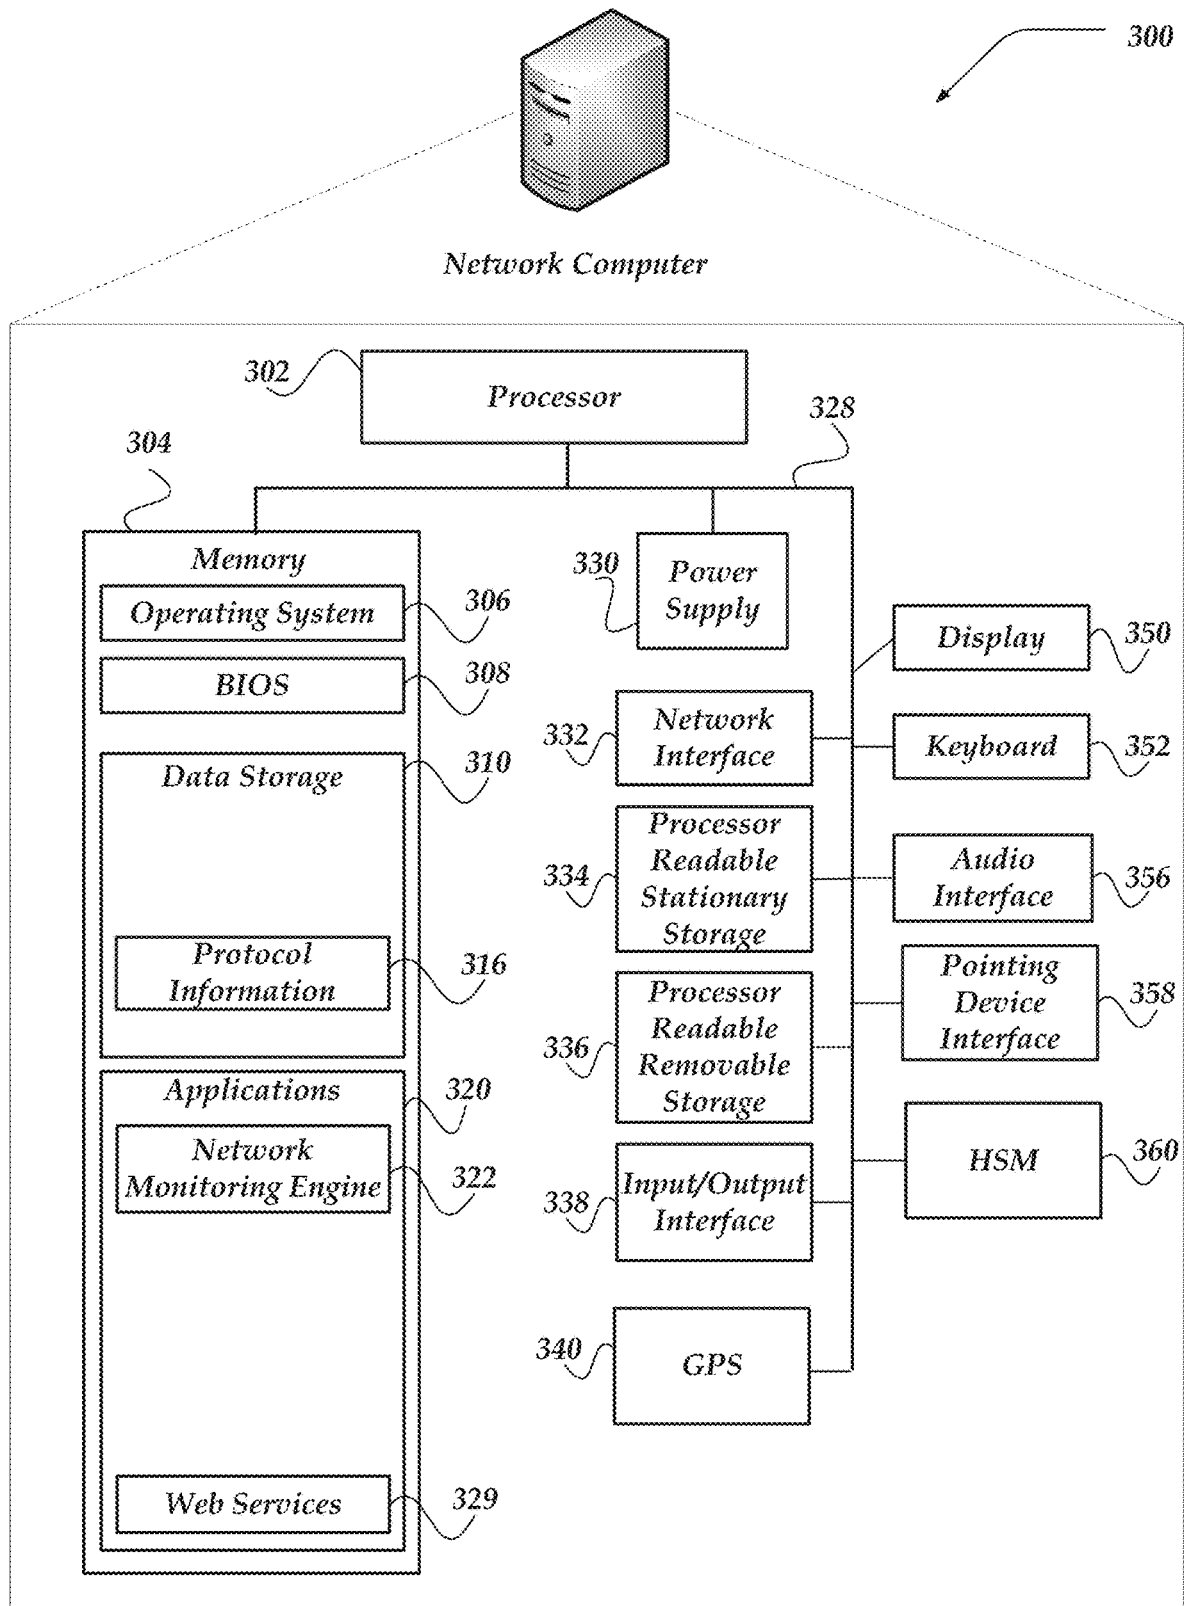 300
Network Computer
302
Processor
328
304
Memory
Operating System
306
BIOS
308
Data Storage
310
Protocol
Information
316
Applications
320
Network
Monitoring Engine
322
Web Services
329
330
Power
Supply
332
Network
Interface
334
Processor
Readable
Stationary
Storage
336
Processor
Readable
Removable
Storage
338
Input/Output
Interface
340
GPS
Display
350
Keyboard
352
Audio
Interface
356
Pointing
Device
Interface
358
HSM
360